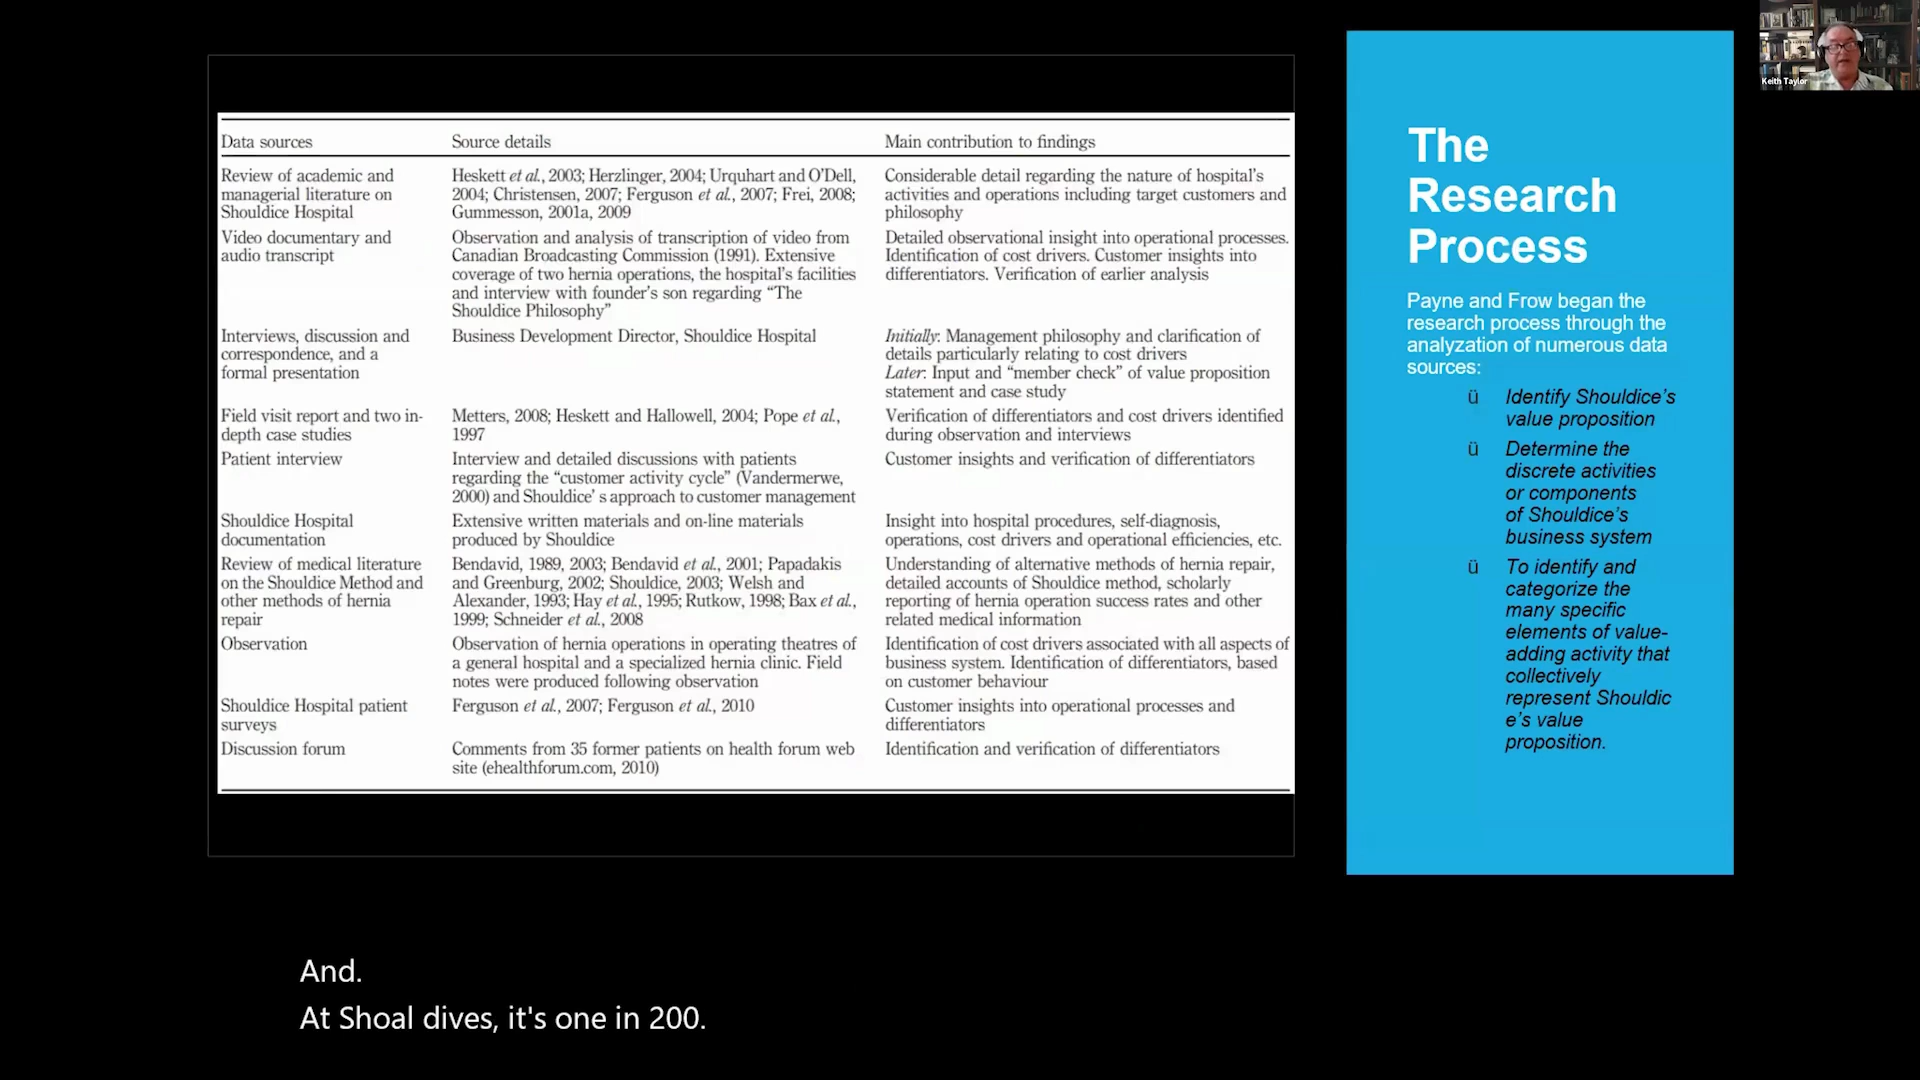 Data sources Source details Main contribution to findings
Review of academic and
managerial literature on
Shouldice Hospital
Heskett et al., 2003; Herzlinger, 2004; Urquhart and O'Dell,
2004; Christensen, 2007; Ferguson et al., 2007; Frei, 2008;
Gummesson, 2001a, 2009
Considerable detail regarding the nature of hospital's
activities and operations including target customers and
philosophy
Video documentary and
audio transcript
Observation and analysis of transcription of video from
Canadian Broadcasting Commission (1991). Extensive
coverage of two hernia operations, the hospital's facilities
and interview with founder's son regarding "The
Shouldice Philosophy"
Detailed observational insight into operational processes.
Identification of cost drivers. Customer insights into
differentiators. Verification of earlier analysis
Interviews, discussion and
correspondence, and a
formal presentation
Business Development Director, Shouldice Hospital
Initially: Management philosophy and clarification of
details particularly relating to cost drivers
Later: Input and "member check" of value proposition
statement and case study
Field visit report and two in-
depth case studies
Metters, 2008; Heskett and Hallowell, 2004; Pope et al.,
1997
Verification of differentiators and cost drivers identified
during observation and interviews
Patient interview
Interview and detailed discussions with patients
regarding the "customer activity cycle" (Vandermerwe,
2000) and Shouldice' s approach to customer management
Customer insights and verification of differentiators
Shouldice Hospital
documentation
Extensive written materials and on-line materials
produced by Shouldice
Insight into hospital procedures, self-diagnosis,
operations, cost drivers and operational efficiencies, etc.
Review of medical literature
on the Shouldice Method and
other methods of hernia
repair
Bendavid, 1989, 2003; Bendavid et al., 2001; Papadakis
and Greenburg, 2002; Shouldice, 2003; Welsh and
Alexander, 1993; Hay et al., 1995; Rutkow, 1998; Bax et al.,
1999; Schneider et al., 2008
Understanding of alternative methods of hernia repair,
detailed accounts of Shouldice method, scholarly
reporting of hernia operation success rates and other
related medical information
Observation
Observation of hernia operations in operating theatres of
a general hospital and a specialized hernia clinic. Field
notes were produced following observation
Identification of cost drivers associated with all aspects of
business system. Identification of differentiators, based
on customer behaviour
Shouldice Hospital patient
surveys
Ferguson et al., 2007; Ferguson et al., 2010
Customer insights into operational processes and
differentiators
Discussion forum
Comments from 35 former patients on health forum web
site (ehealthforum.com, 2010)
Identification and verification of differentiators
The
Research
Process
Payne and Frow began the
research process through the
analyzation of numerous data
sources:
ü Identify Shouldice's
value proposition
ü Determine the
discrete activities
or components
of Shouldice's
business system
ü To identify and
categorize the
many specific
elements of value-
adding activity that
collectively
represent Shouldic
e's value
proposition.
Keith Taylor
And.
At Shoal dives, it's one in 200.